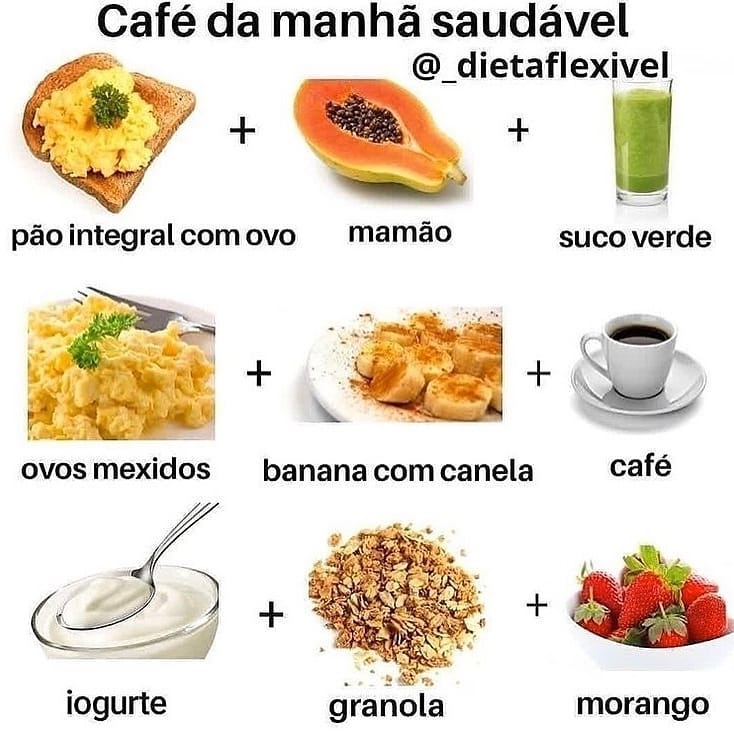 Café da manhã saudável
@_dietaflexivel
+
+
pão integral com ovo
mamão
suco verde
+
+
ovos mexidos
banana com canela
café
+
+
iogurte
granola
morango